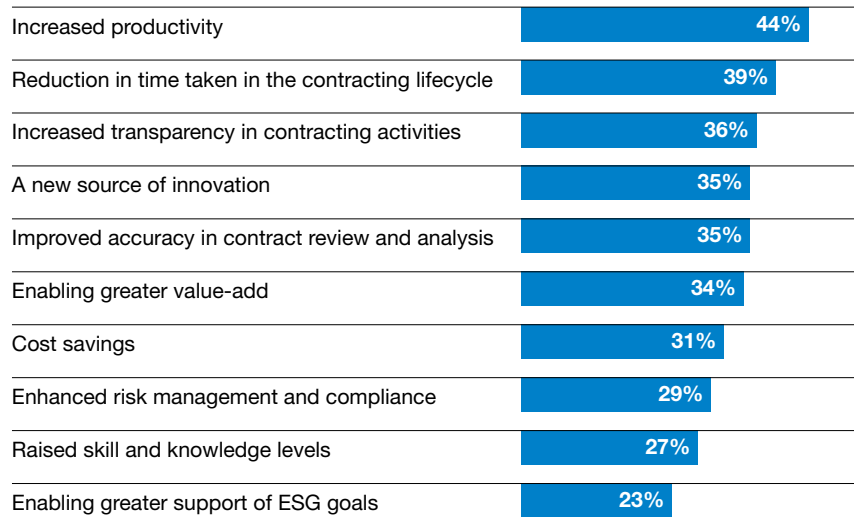 Increased productivity 44%
Reduction in time taken in the contracting lifecycle 39%
Increased transparency in contracting activities 36%
A new source of innovation 35%
Improved accuracy in contract review and analysis 35%
Enabling greater value-add 34%
Cost savings 31%
Enhanced risk management and compliance 29%
Raised skill and knowledge levels 27%
Enabling greater support of ESG goals 23%